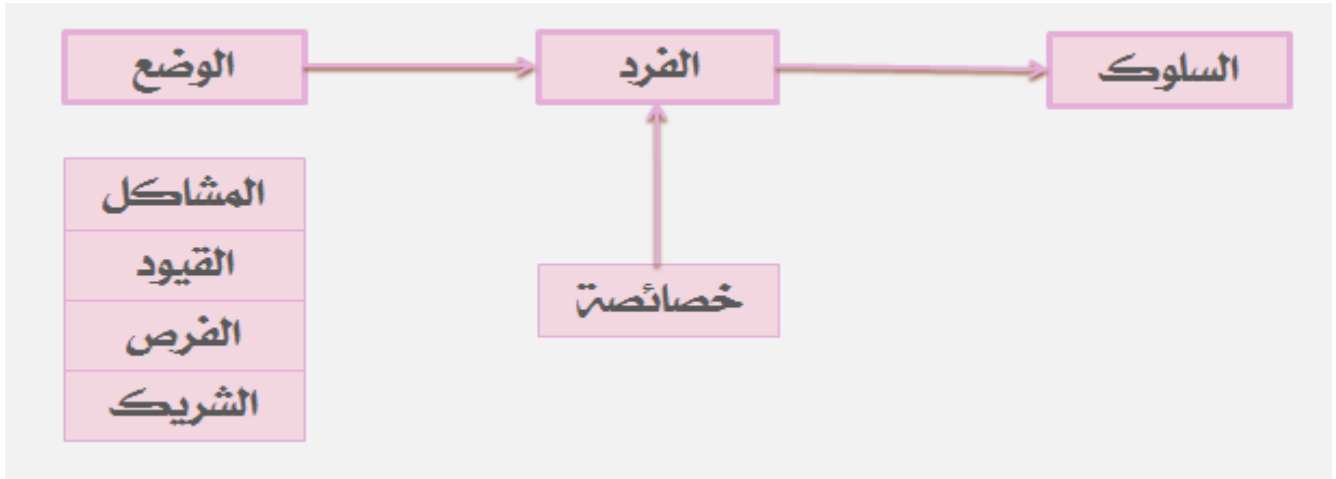 الوضع
الفرد
السلوك
المشاكل
القيود
الفرص
الشريك
خصائصة